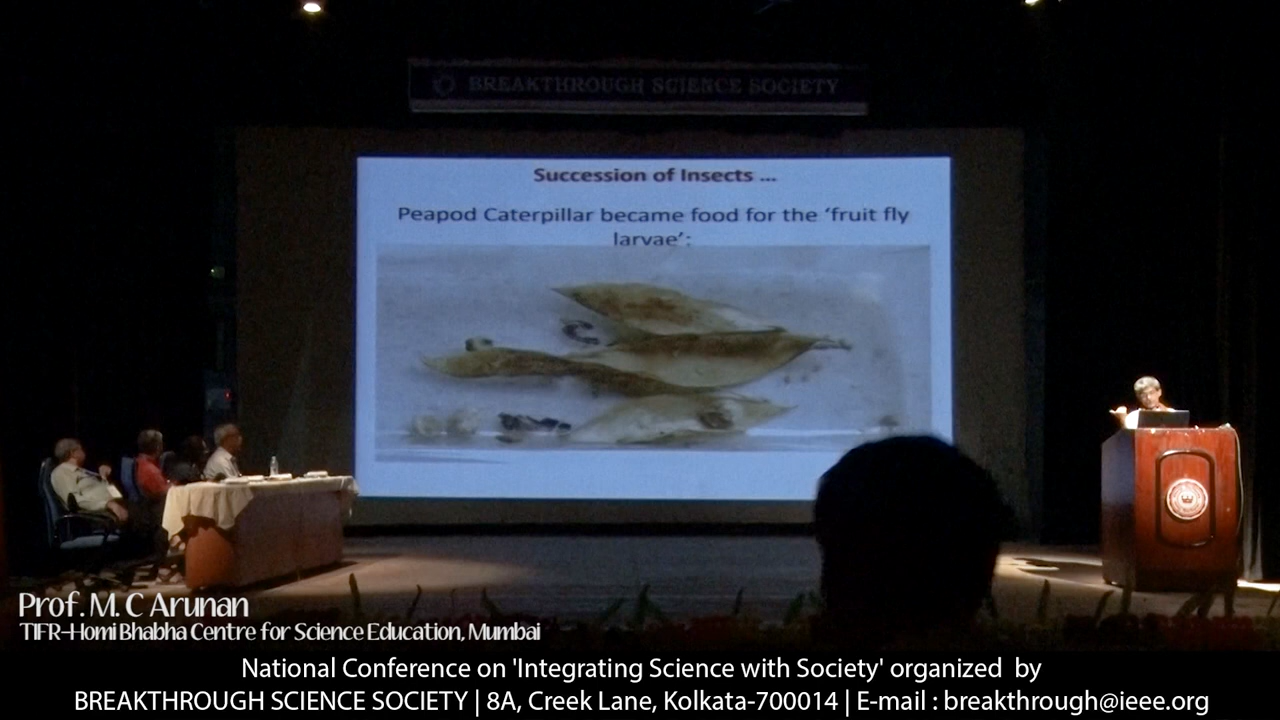 BREAKTHROUGH SCIENCE SOCIETY
Succession of Insects ...
Peapod Caterpillar became food for the ‘fruit fly
larvae’:
Prof. M. C Arunan
TIFR-Homi Bhabha Centre for Science Education, Mumbai
National Conference on 'Integrating Science with Society' organized by
BREAKTHROUGH SCIENCE SOCIETY | 8A, Creek Lane, Kolkata-700014 | E-mail : breakthrough@ieee.org